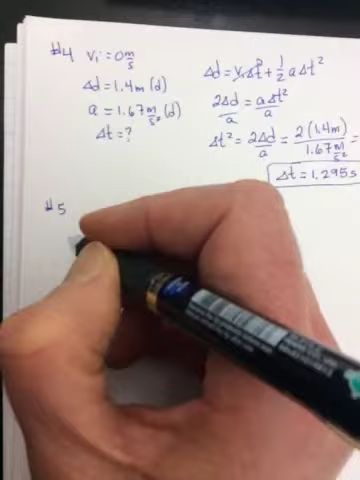 #4 Vi = 0 m/s
Δd = ViΔt + 1/2 a Δt²
Δd = 1.4m (d)
2Δd/a = aΔt²/a
a = 1.67 m/s² (d)
Δt² = 2Δd/a = 2(1.4m)/1.67 m/s² =
Δt = ?
Δt = 1.295s
#5